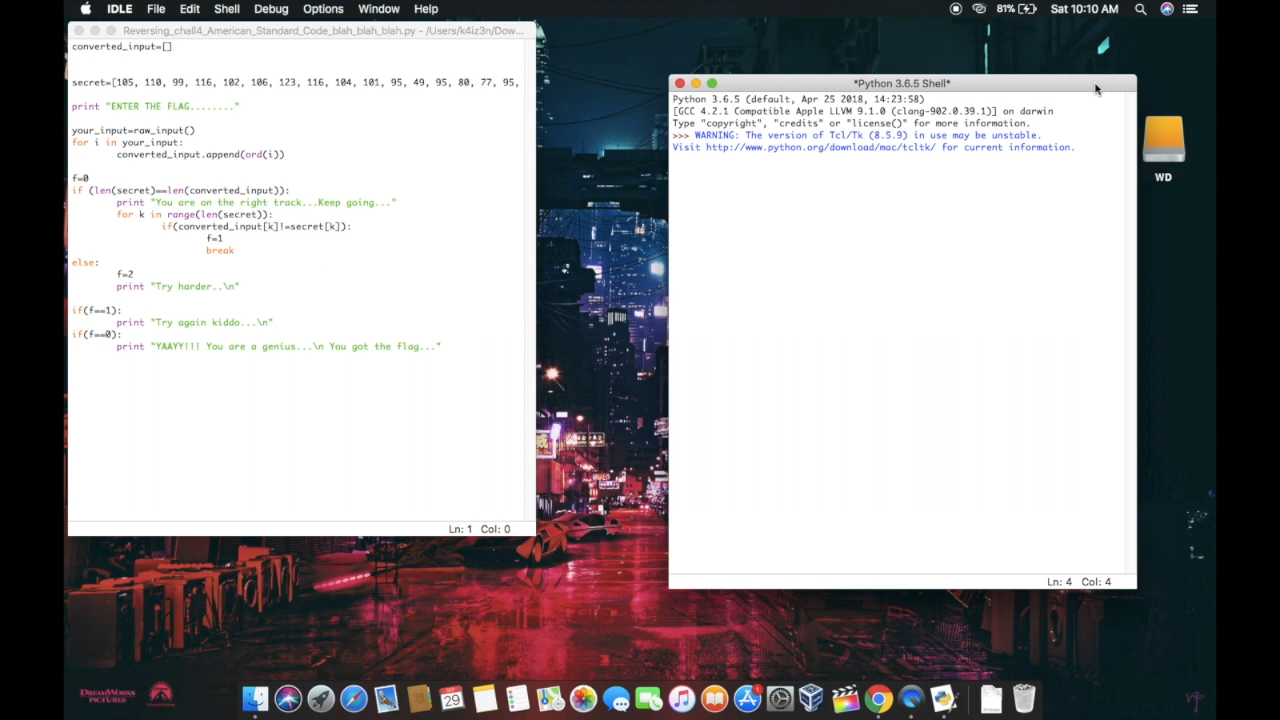 IDLE File Edit Shell Debug Options Window Help
81% Sat 10:10 AM
Reversing_chall4_American_Standard_Code_blah_blah_blah.py - /Users/k4iz3n/Dow...
converted_input=[]
secret=[105, 110, 99, 116, 102, 106, 123, 116, 104, 101, 95, 49, 95, 80, 77, 95,
print "ENTER THE FLAG........"
your_input=raw_input()
for i in your_input:
converted_input.append(ord(i))
f=0
if (len(secret)==len(converted_input)):
print "You are on the right track...Keep going..."
for k in range(len(secret)):
if(converted_input[k]!=secret[k]):
f=1
break
else:
f=2
print "Try harder..\n"
if(f==1):
print "Try again kiddo...\n"
if(f==0):
print "YAAYY!!! You are a genius...\n You got the flag..."
Ln: 1 Col: 0
*Python 3.6.5 Shell*
Python 3.6.5 (default, Apr 25 2018, 14:23:58)
[GCC 4.2.1 Compatible Apple LLVM 9.1.0 (clang-902.0.39.1)] on darwin
Type "copyright", "credits" or "license()" for more information.
>>> WARNING: The version of Tcl/Tk (8.5.9) in use may be unstable.
Visit http://www.python.org/download/mac/tcltk/ for current information.
Ln: 4 Col: 4
WD
DREAMWORKS
PICTURES
SEP
29